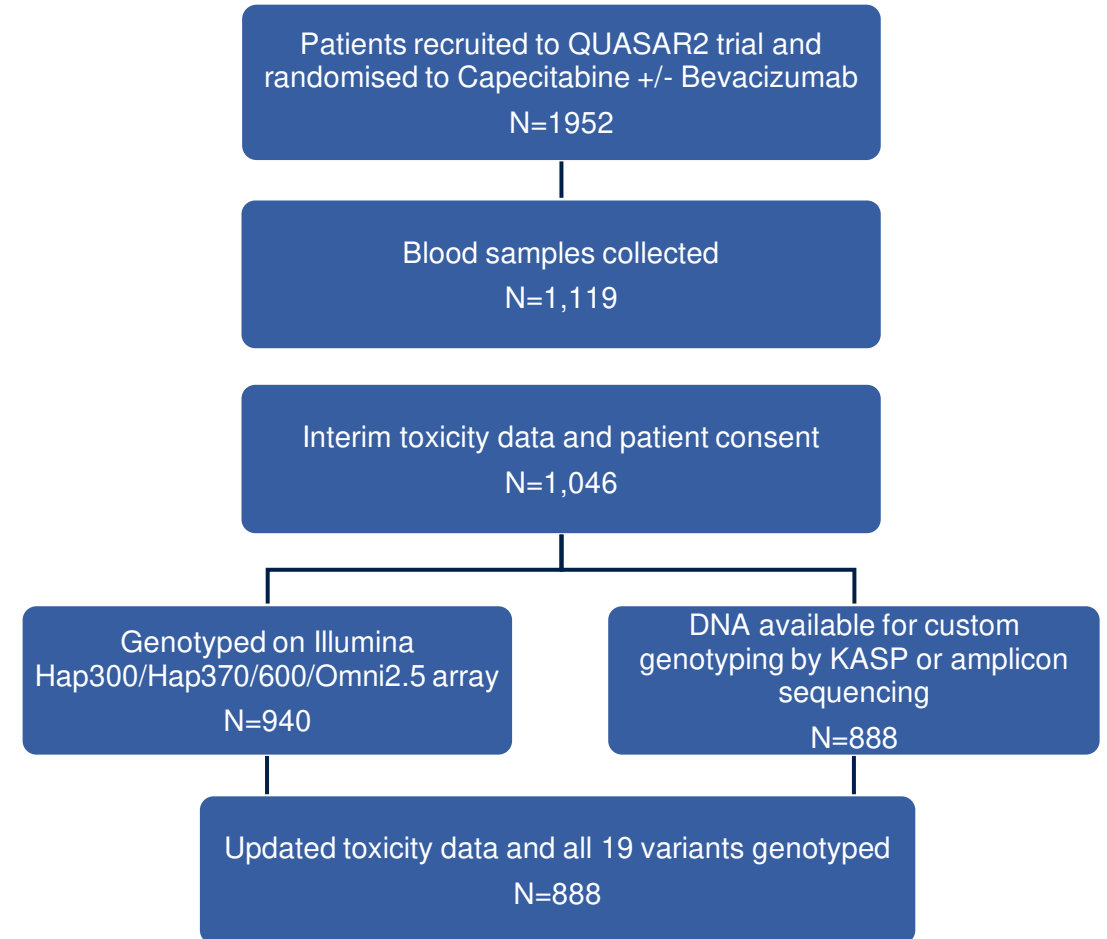 Patients recruited to QUASAR2 trial and
randomised to Capecitabine +/- Bevacizumab
N=1952
Blood samples collected
N=1,119
Interim toxicity data and patient consent
N=1,046
Genotyped on Illumina
Hap300/Hap370/600/Omni2.5 array
N=940
DNA available for custom
genotyping by KASP or amplicon
sequencing
N=888
Updated toxicity data and all 19 variants genotyped
N=888